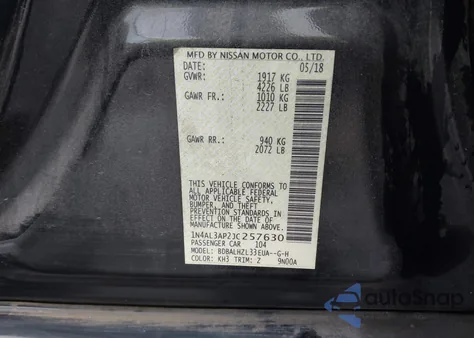 MFD BY NISSAN MOTOR CO., LTD.
DATE: 05/18
GVWR: 1917 KG
4226 LB
GAWR FR.: 1010 KG
2227 LB
GAWR RR.: 940 KG
2072 LB
THIS VEHICLE CONFORMS TO
ALL APPLICABLE FEDERAL
MOTOR VEHICLE SAFETY,
BUMPER, AND THEFT
PREVENTION STANDARDS IN
EFFECT ON THE DATE OF
MANUFACTURE SHOWN ABOVE.
1N4AL3AP2JC257630
PASSENGER CAR 104
MODEL: BDBALHZL33EUA--G-H
COLOR: KH3 TRIM: Z 9N00A
autoSnap